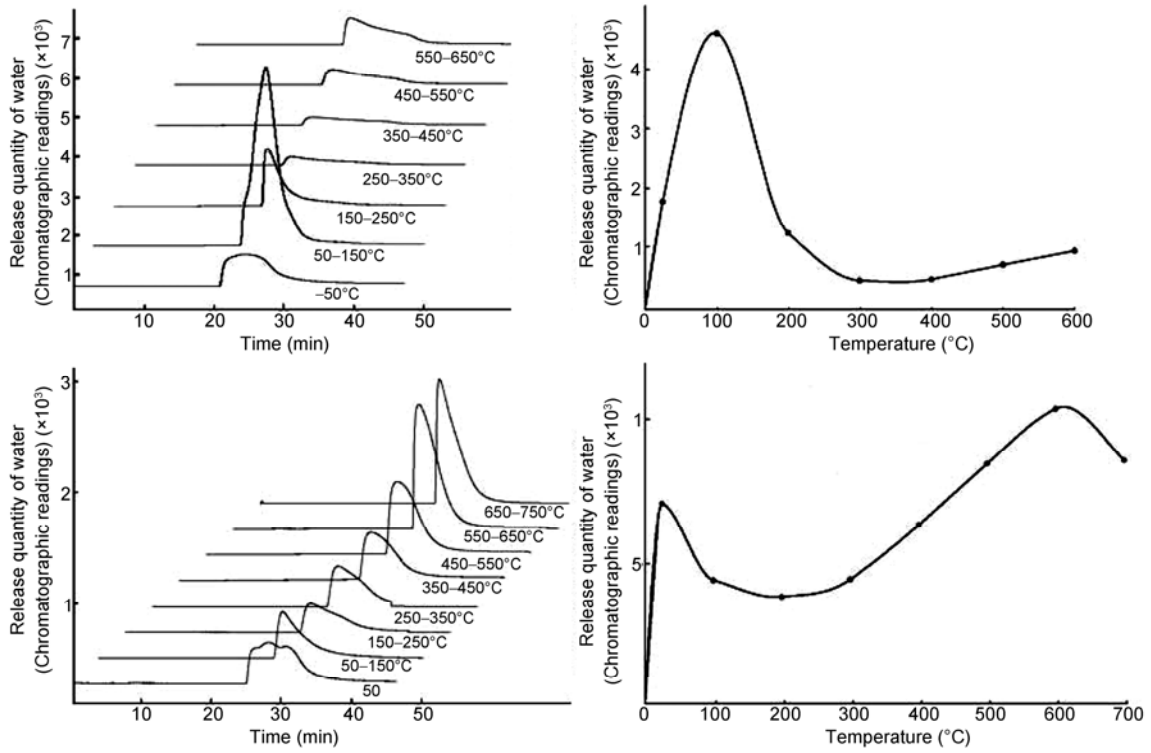 Release quantity of water
(Chromatographic readings) (×10³)
7
6
5
4
3
2
1
550–650°C
450–550°C
350–450°C
250–350°C
150–250°C
50–150°C
–50°C
10
20
30
40
50
Time (min)
Release quantity of water
(Chromatographic readings) (×10³)
4
3
2
1
0
100
200
300
400
500
600
Temperature (°C)
Release quantity of water
(Chromatographic readings) (×10³)
3
2
1
650–750°C
550–650°C
450–550°C
350–450°C
250–350°C
150–250°C
50–150°C
50
10
20
30
40
50
Time (min)
Release quantity of water
(Chromatographic readings) (×10³)
1
5
0
100
200
300
400
500
600
700
Temperature (°C)